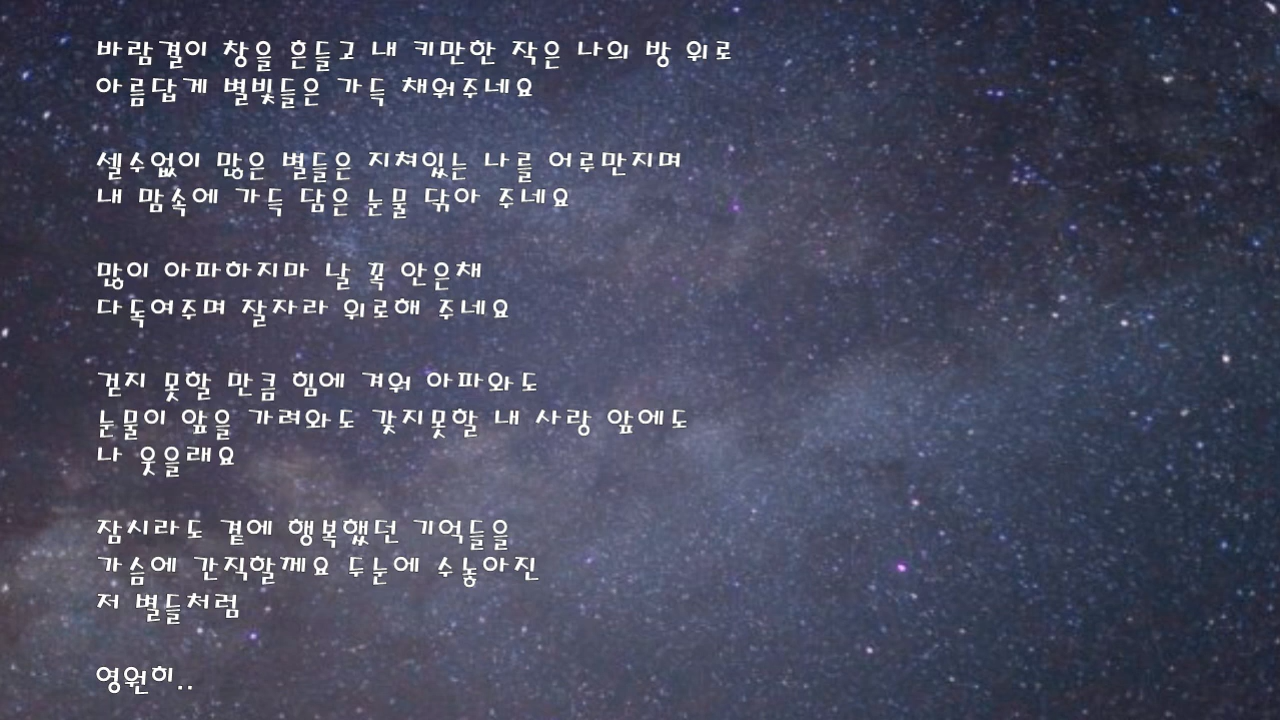 바람결이 창을 흔들고 내 키만한 작은 나의 방 위로
아름답게 별빛들은 가득 채워주네요
셀수없이 많은 별들은 지쳐있는 나를 어루만지며
내 맘속에 가득 담은 눈물 닦아 주네요
많이 아파하지마 날 꼭 안은채
다독여주며 잘자라 위로해 주네요
걷지 못할 만큼 힘에 겨워 아파와도
눈물이 앞을 가려와도 갖지못할 내 사랑 앞에도
나 웃을래요
잠시라도 곁에 행복했던 기억들을
가슴에 간직할께요 두눈에 수놓아진
저 별들처럼
영원히..